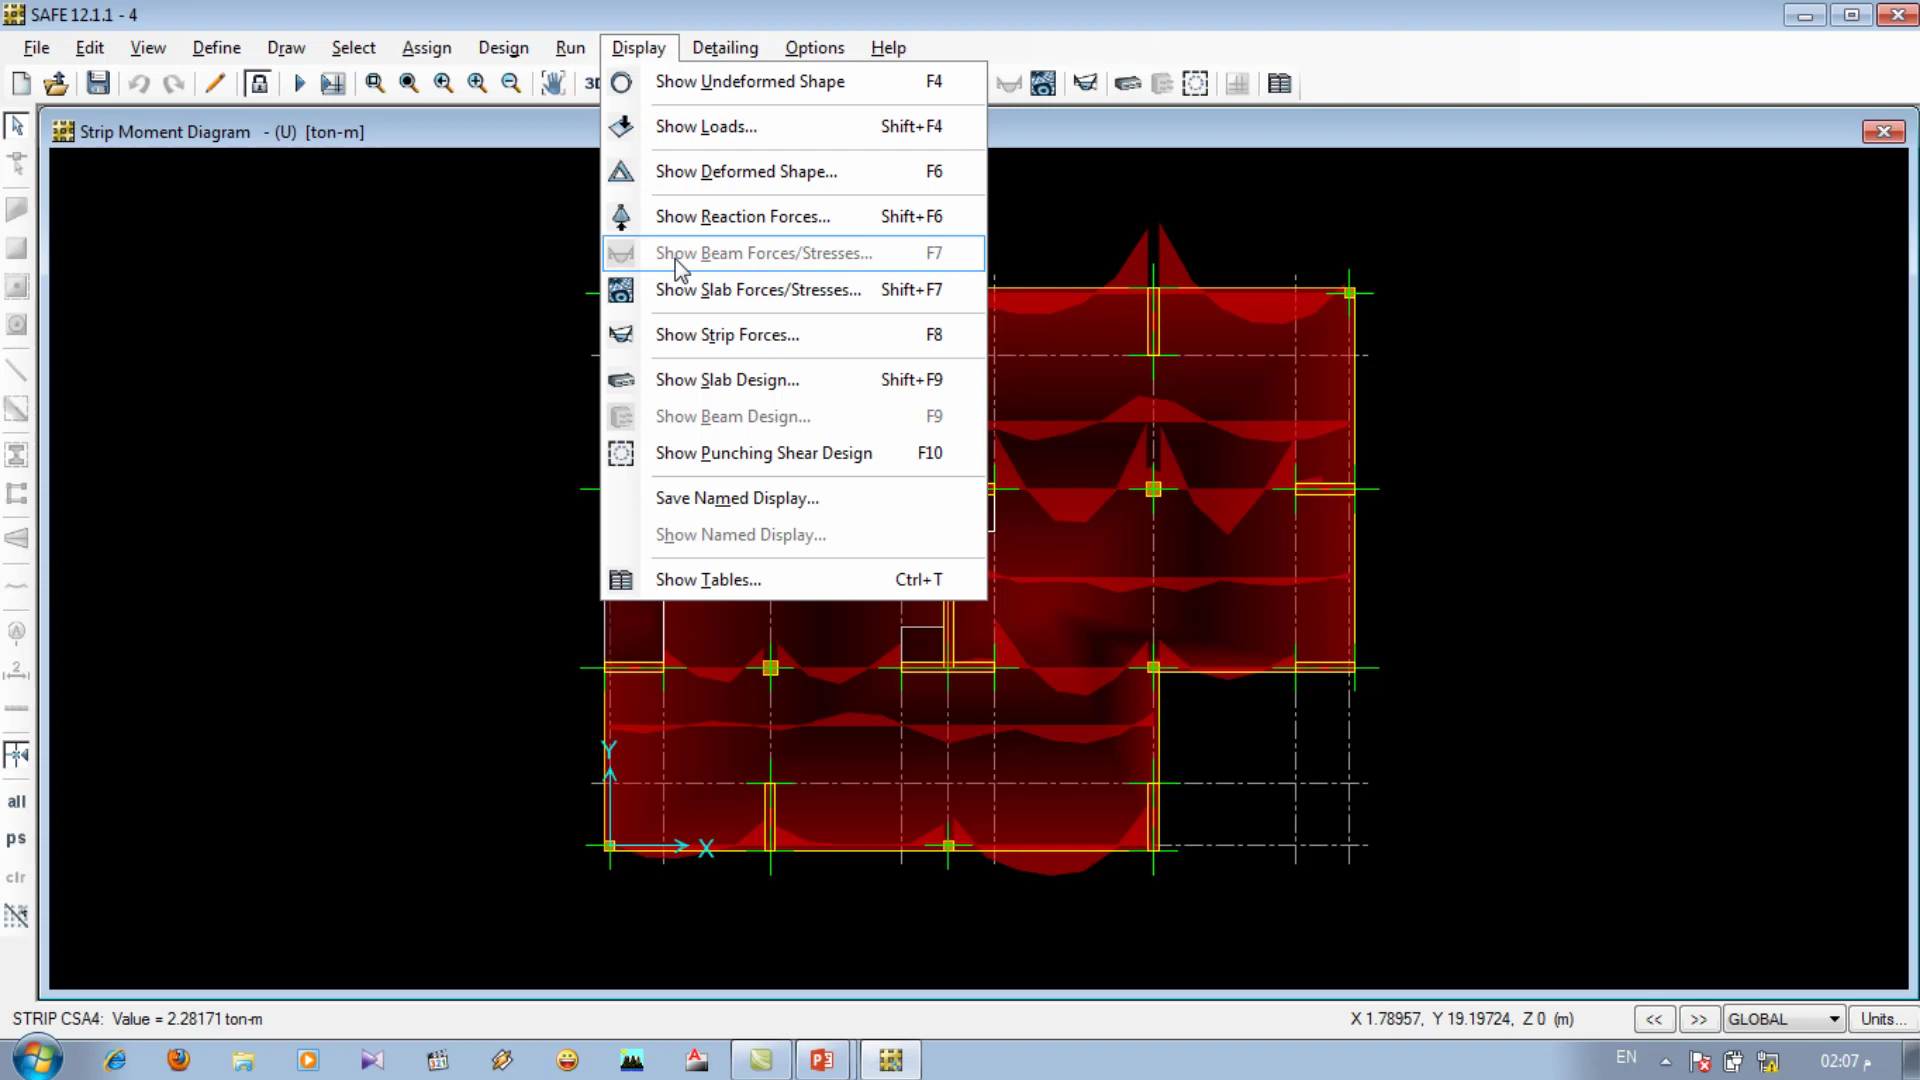 SAFE 12.1.1 - 4
File Edit View Define Draw Select Assign Design Run Display Detailing Options Help
3D
Strip Moment Diagram - (U) [ton-m]
Show Undeformed Shape F4
Show Loads... Shift+F4
Show Deformed Shape... F6
Show Reaction Forces... Shift+F6
Show Beam Forces/Stresses... F7
Show Slab Forces/Stresses... Shift+F7
Show Strip Forces... F8
Show Slab Design... Shift+F9
Show Beam Design... F9
Show Punching Shear Design F10
Save Named Display...
Show Named Display...
Show Tables... Ctrl+T
Y
X
all
ps
clr
STRIP CSA4: Value = 2.28171 ton-m
X 1.78957, Y 19.19724, Z 0 (m)
<< >> GLOBAL Units...
EN
02:07 م